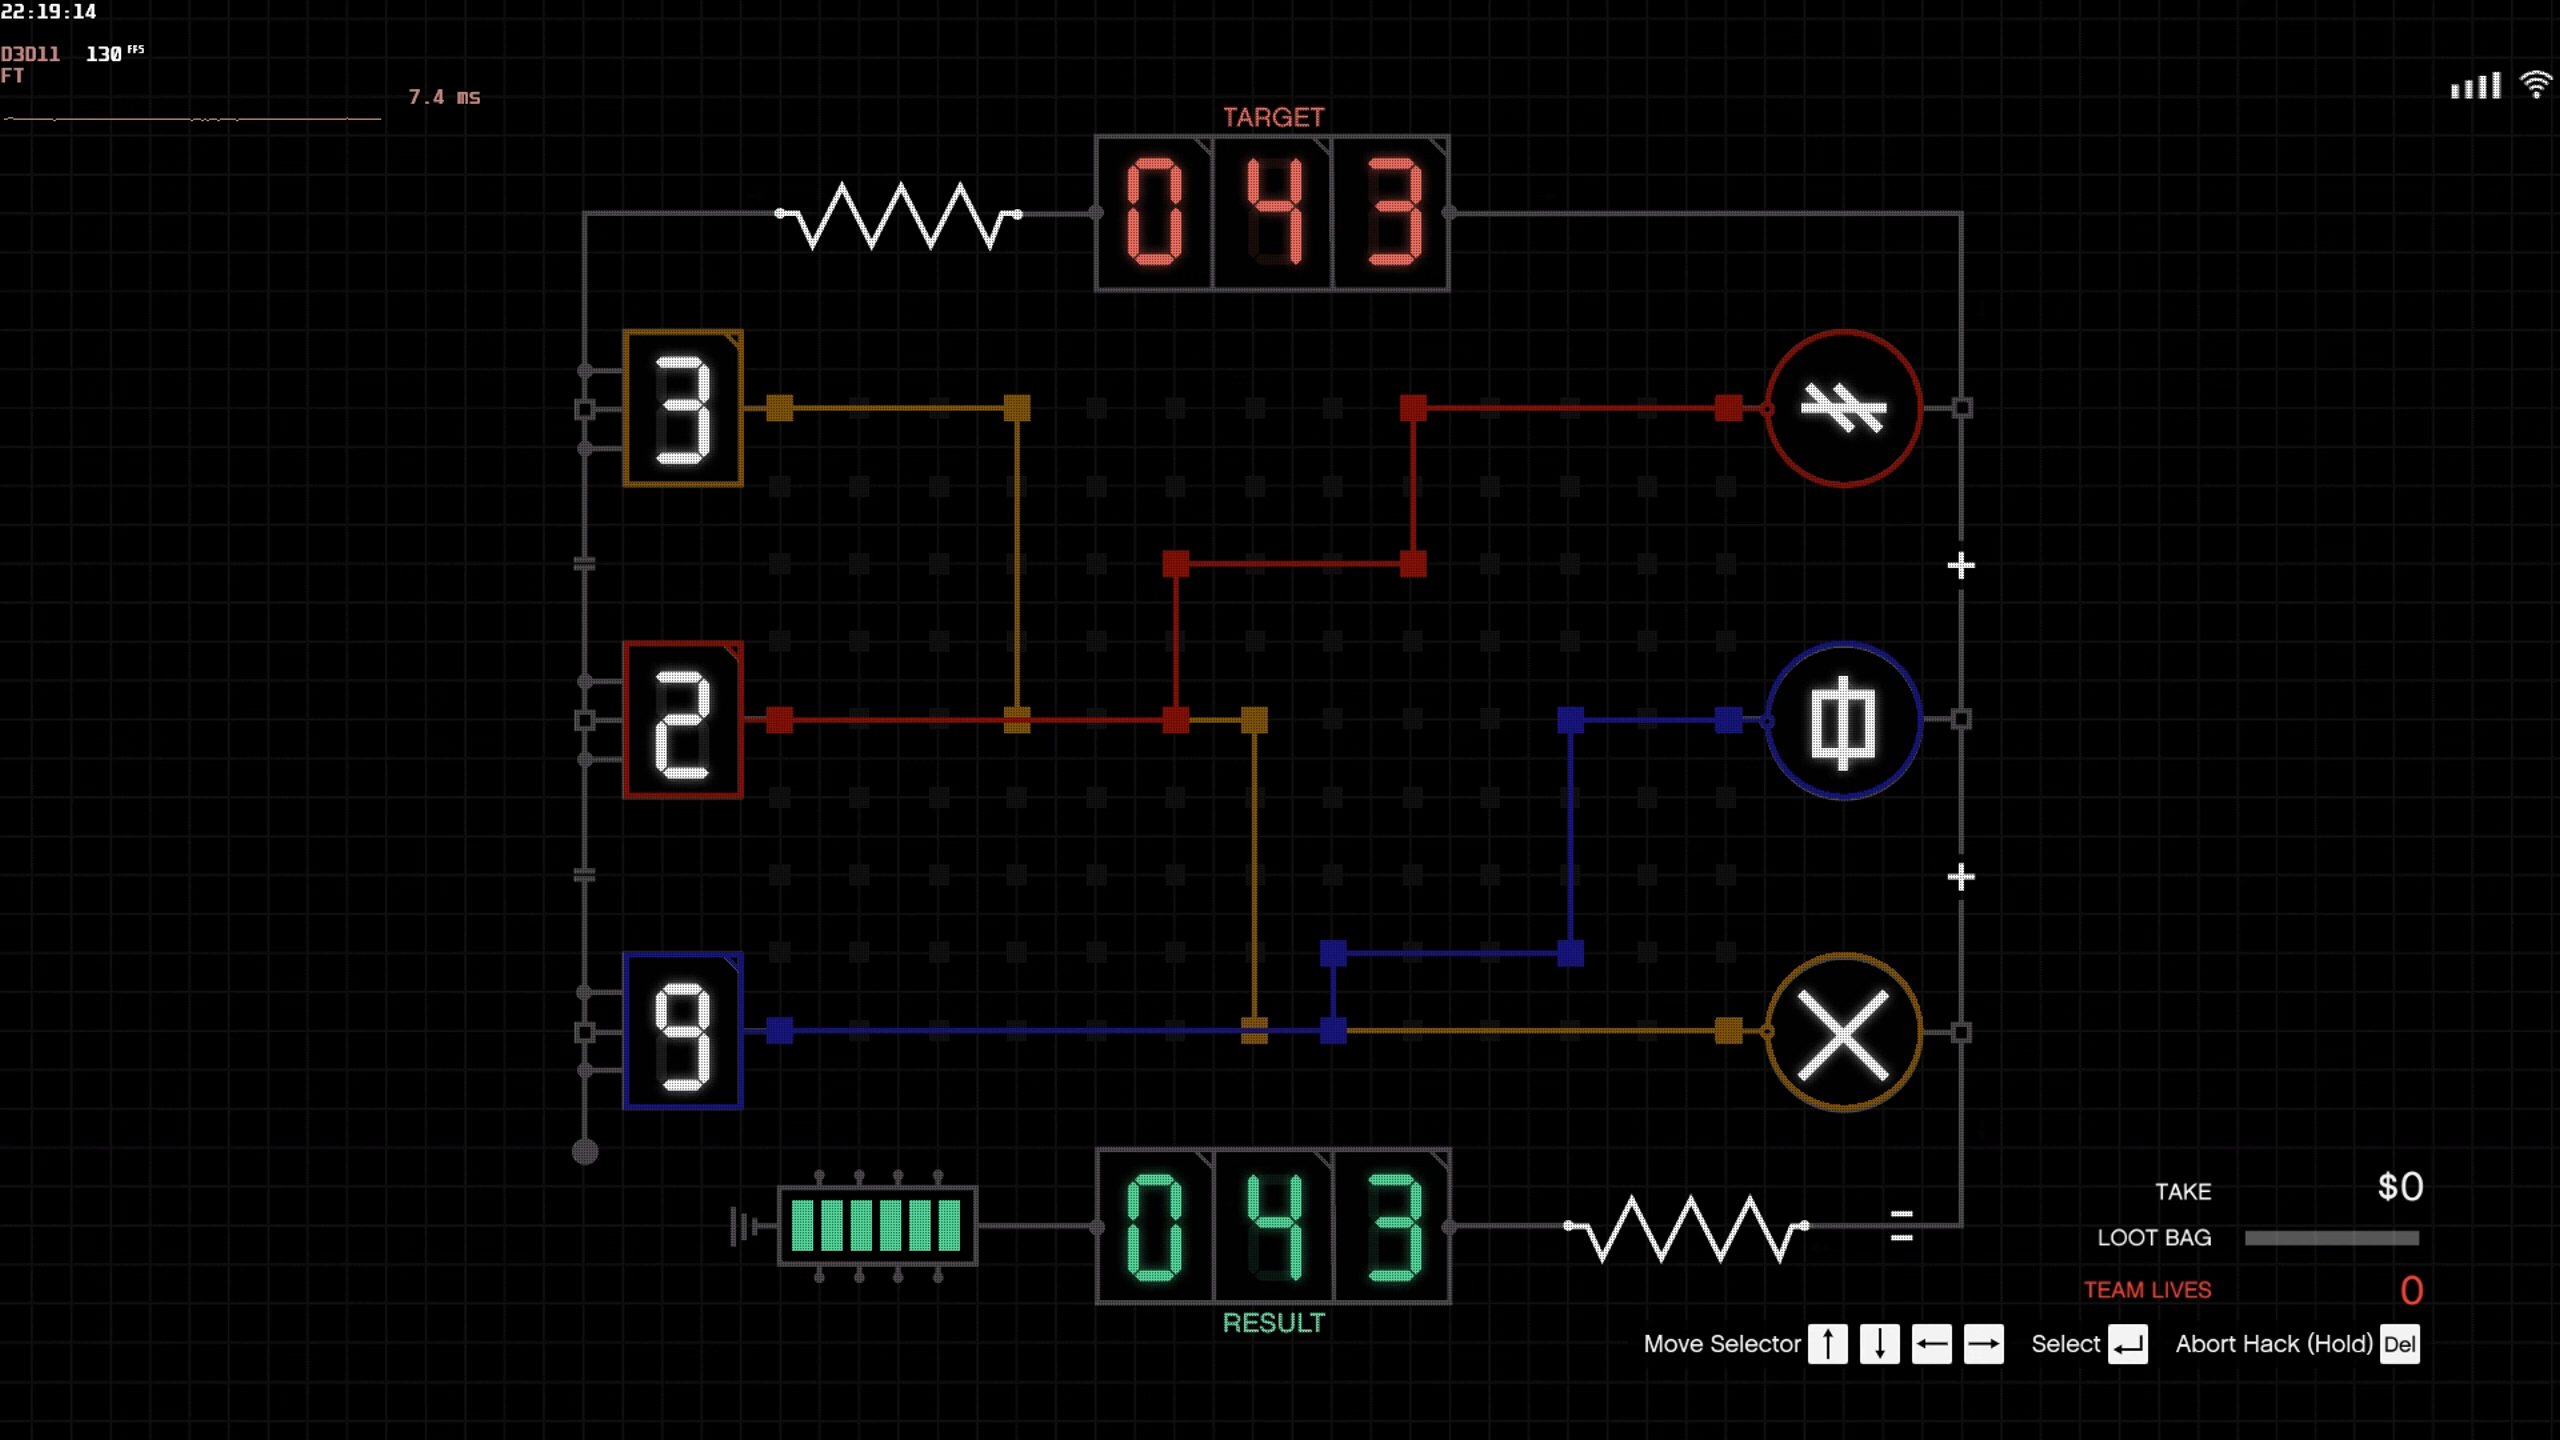 22:19:14
D3D11 130 FPS
FT
7.4 ms
TARGET
043
3
2
9
+
+
=
043
RESULT
TAKE $0
LOOT BAG
TEAM LIVES 0
Move Selector ↑ ↓ ← → Select ↵ Abort Hack (Hold) Del